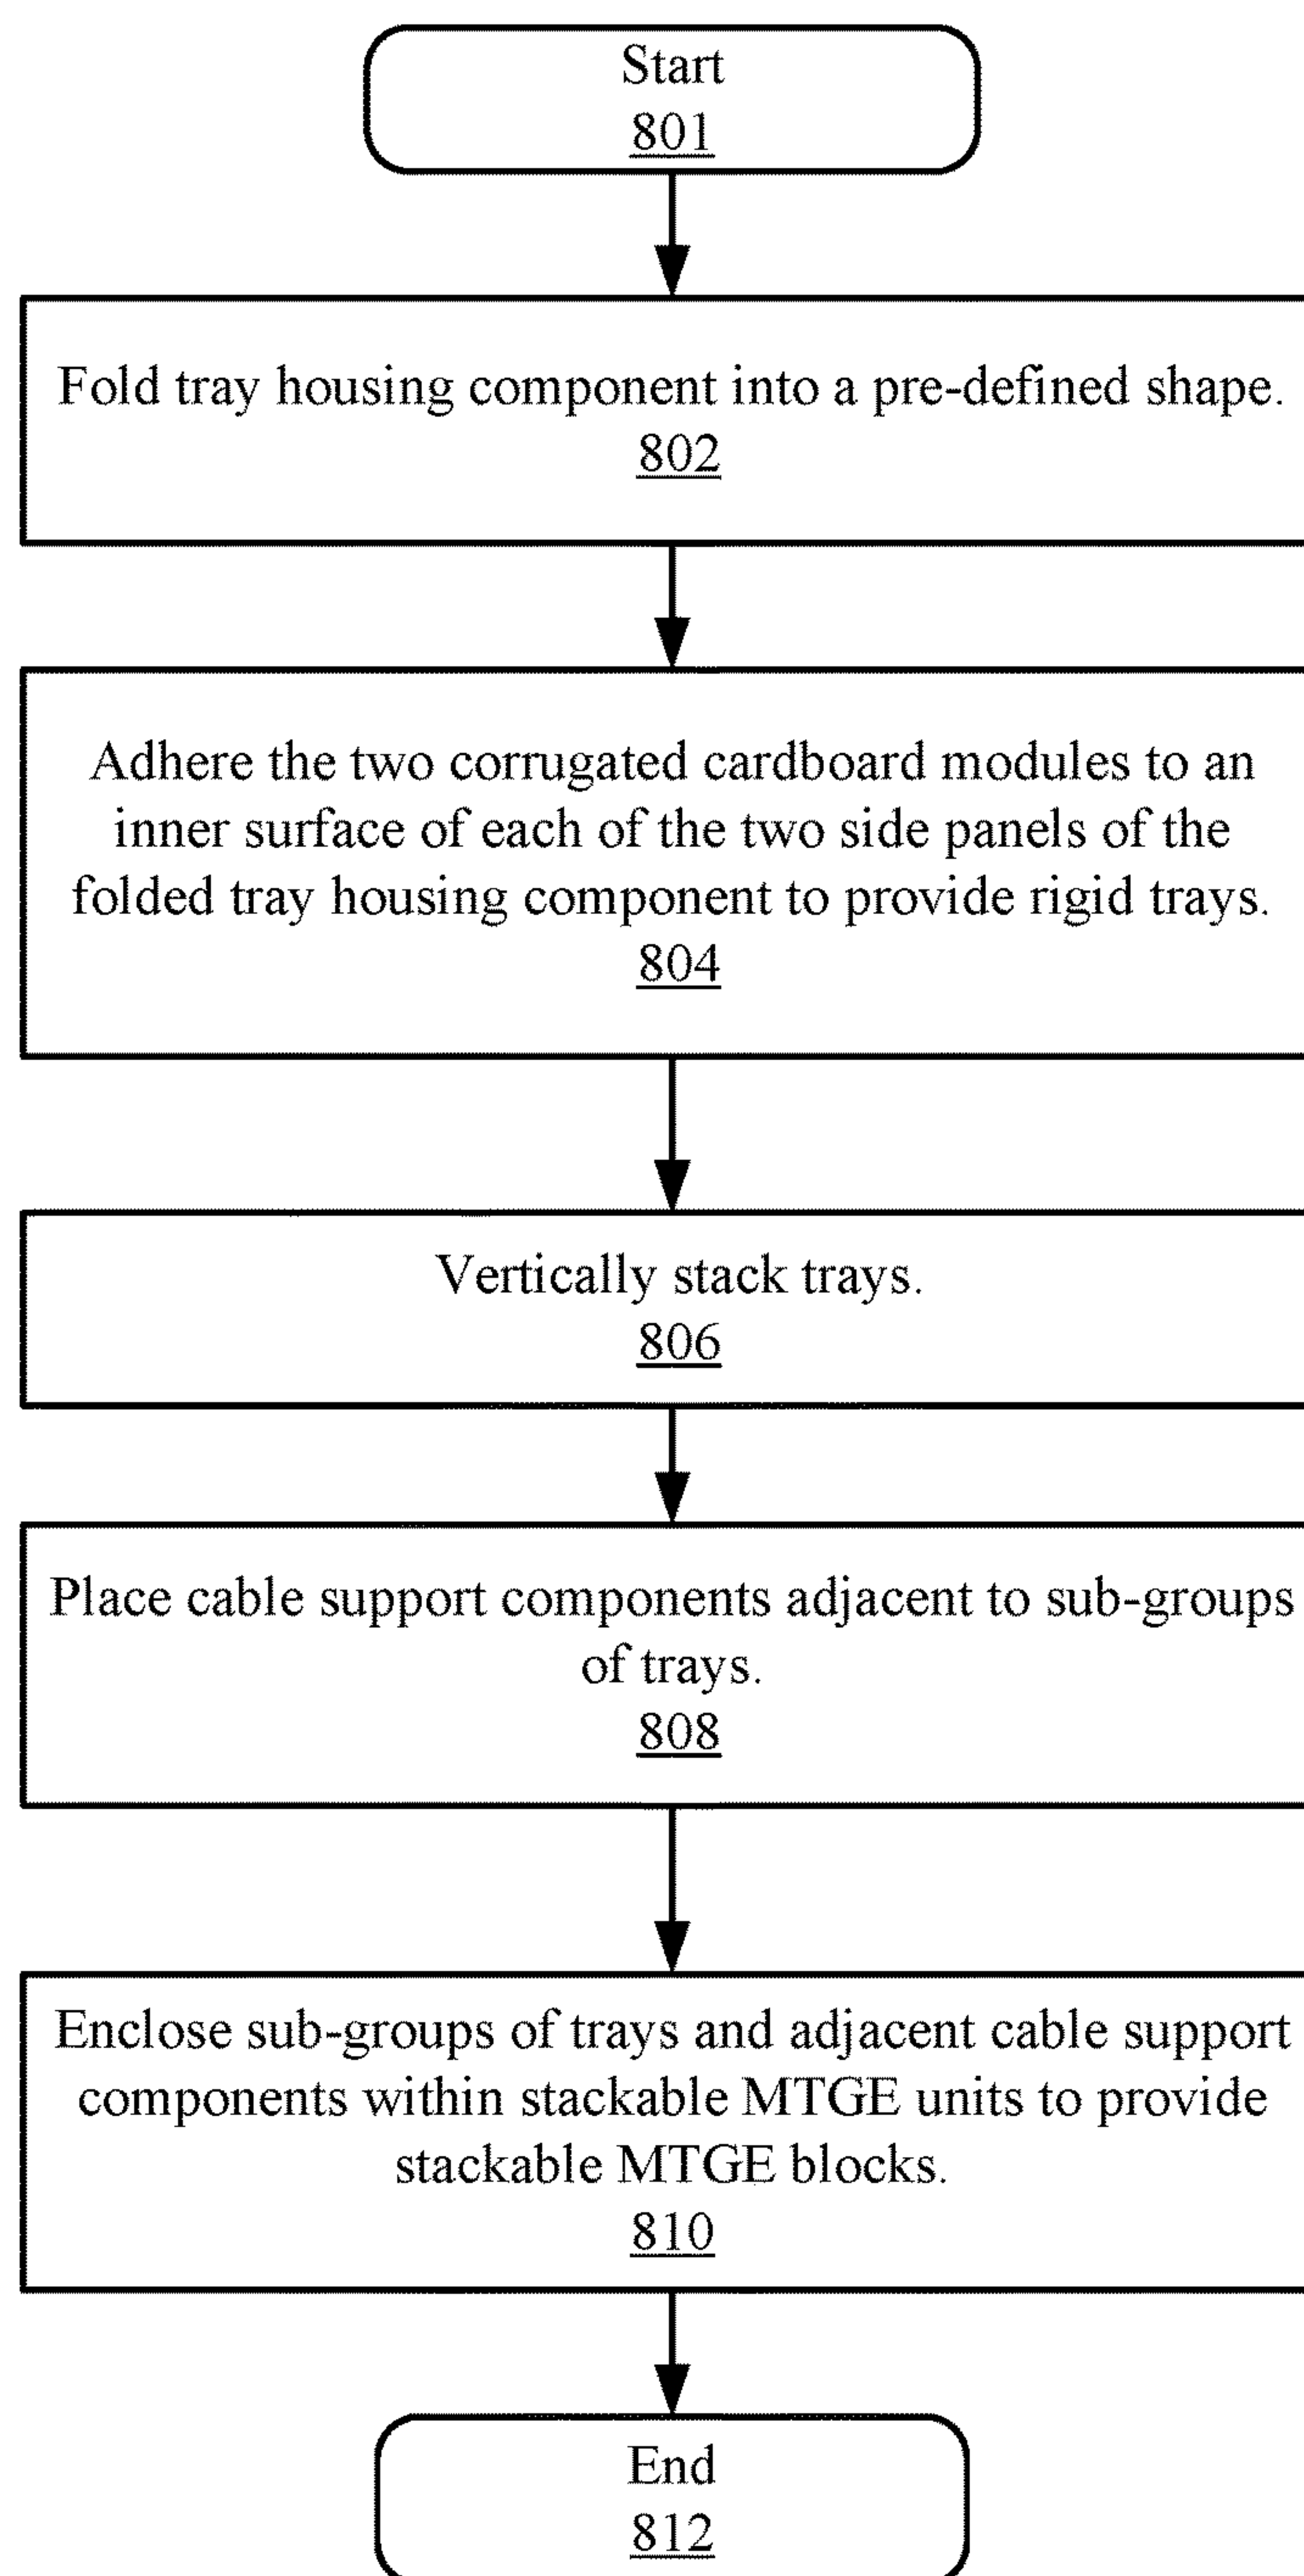 Start
801
Fold tray housing component into a pre-defined shape.
802
Adhere the two corrugated cardboard modules to an
inner surface of each of the two side panels of the
folded tray housing component to provide rigid trays.
804
Vertically stack trays.
806
Place cable support components adjacent to sub-groups
of trays.
808
Enclose sub-groups of trays and adjacent cable support
components within stackable MTGE units to provide
stackable MTGE blocks.
810
End
812